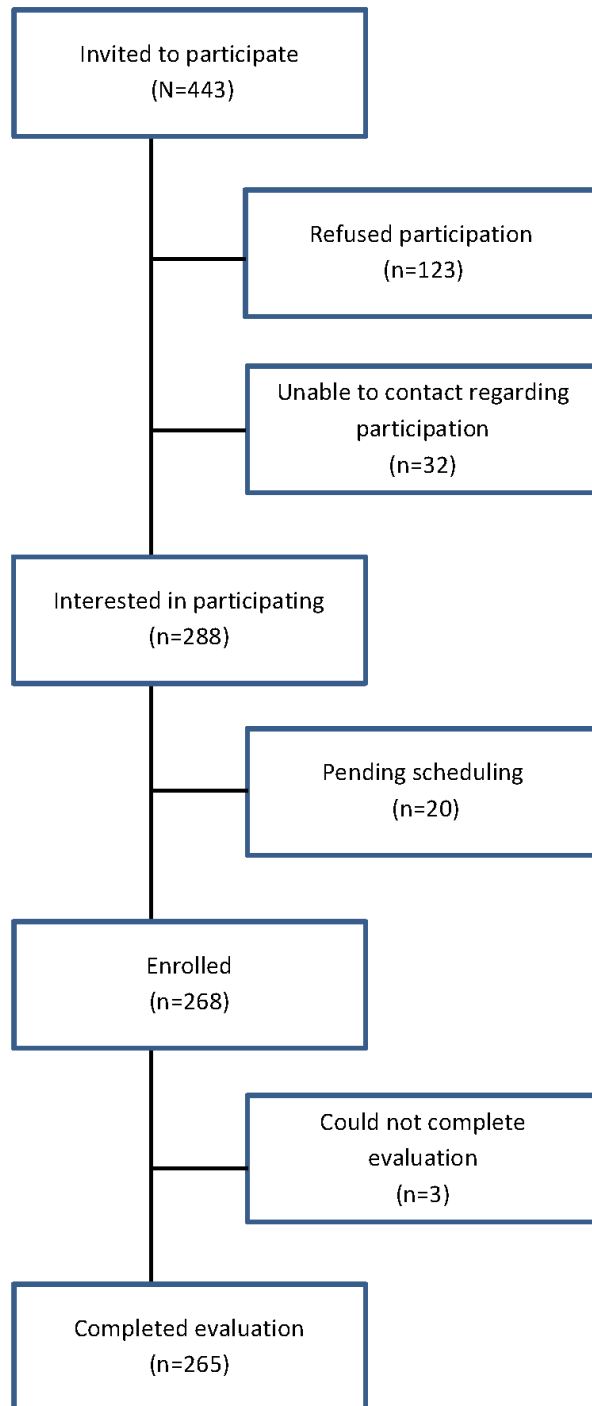 Invited to participate
(N=443)
Refused participation
(n=123)
Unable to contact regarding
participation
(n=32)
Interested in participating
(n=288)
Pending scheduling
(n=20)
Enrolled
(n=268)
Could not complete
evaluation
(n=3)
Completed evaluation
(n=265)